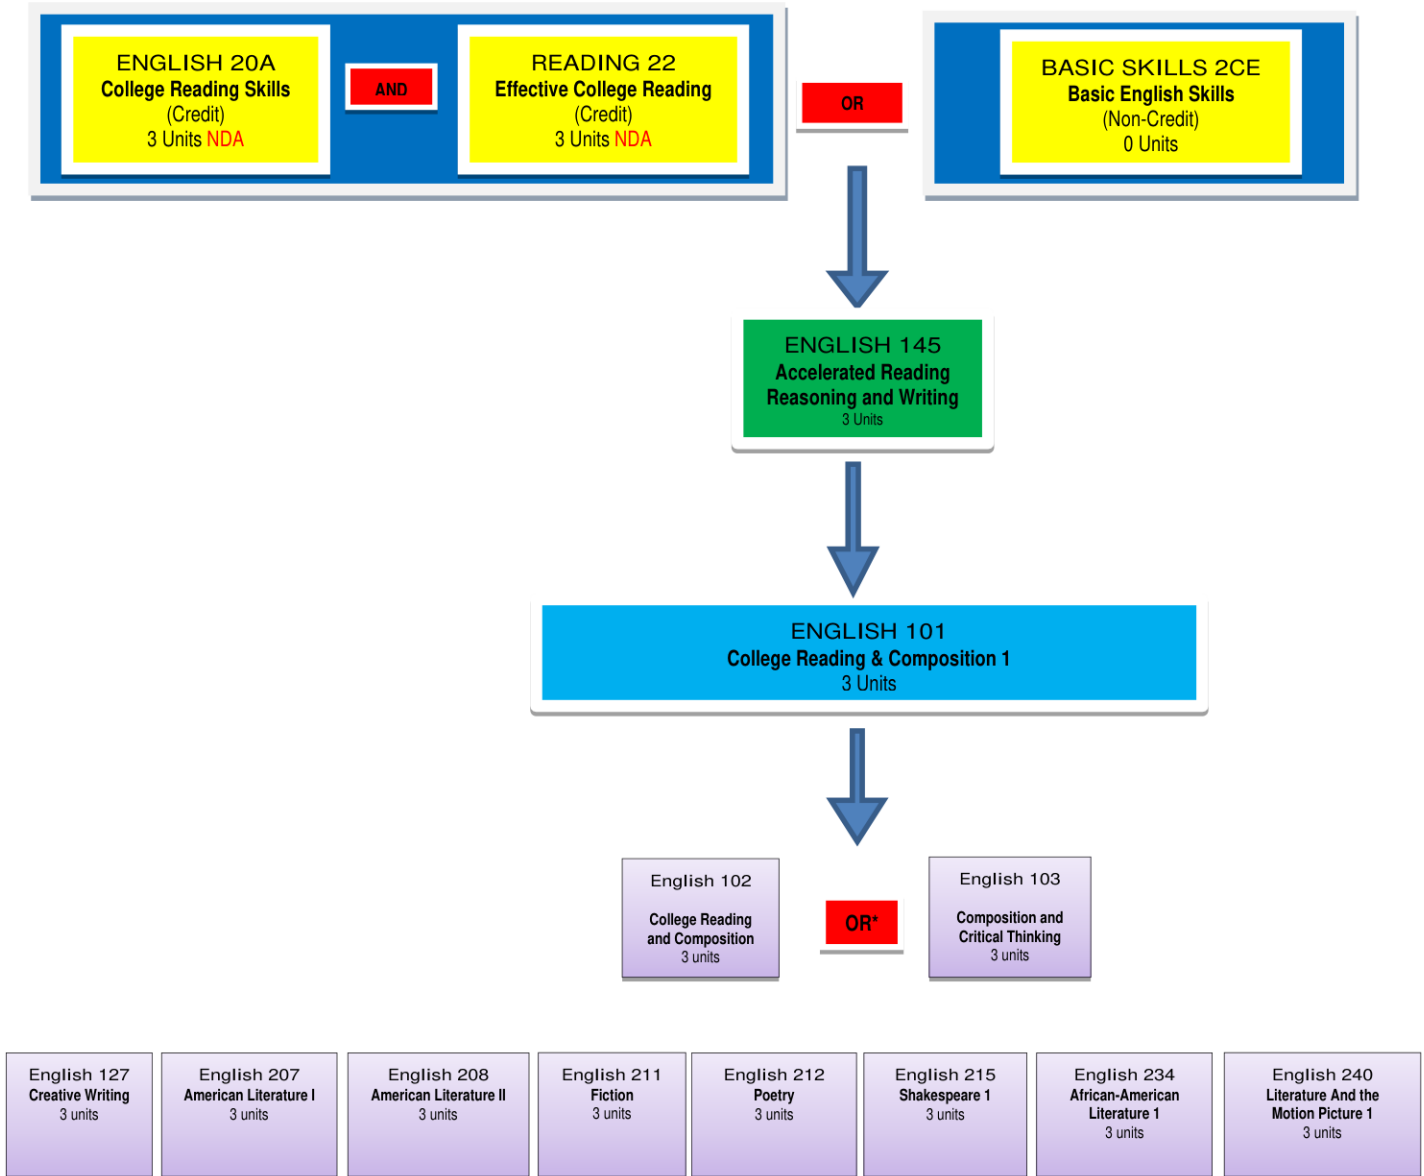 ENGLISH 20A
College Reading Skills
(Credit)
3 Units NDA
AND
READING 22
Effective College Reading
(Credit)
3 Units NDA
OR
BASIC SKILLS 2CE
Basic English Skills
(Non-Credit)
0 Units
ENGLISH 145
Accelerated Reading
Reasoning and Writing
3 Units
ENGLISH 101
College Reading & Composition 1
3 Units
English 102
College Reading
and Composition
3 units
OR*
English 103
Composition and
Critical Thinking
3 units
English 127
Creative Writing
3 units
English 207
American Literature I
3 units
English 208
American Literature II
3 units
English 211
Fiction
3 units
English 212
Poetry
3 units
English 215
Shakespeare 1
3 units
English 234
African-American
Literature 1
3 units
English 240
Literature And the
Motion Picture 1
3 units